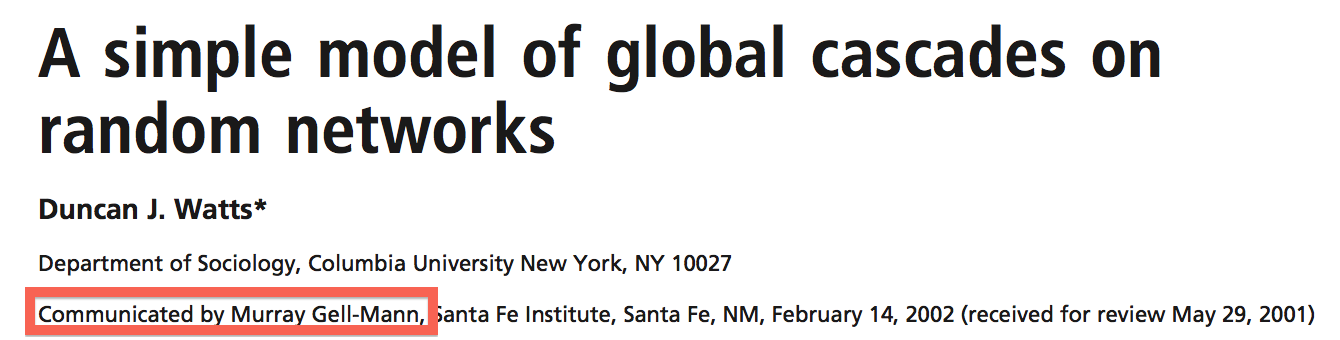 A simple model of global cascades on
random networks
Duncan J. Watts*
Department of Sociology, Columbia University New York, NY 10027
Communicated by Murray Gell-Mann, Santa Fe Institute, Santa Fe, NM, February 14, 2002 (received for review May 29, 2001)